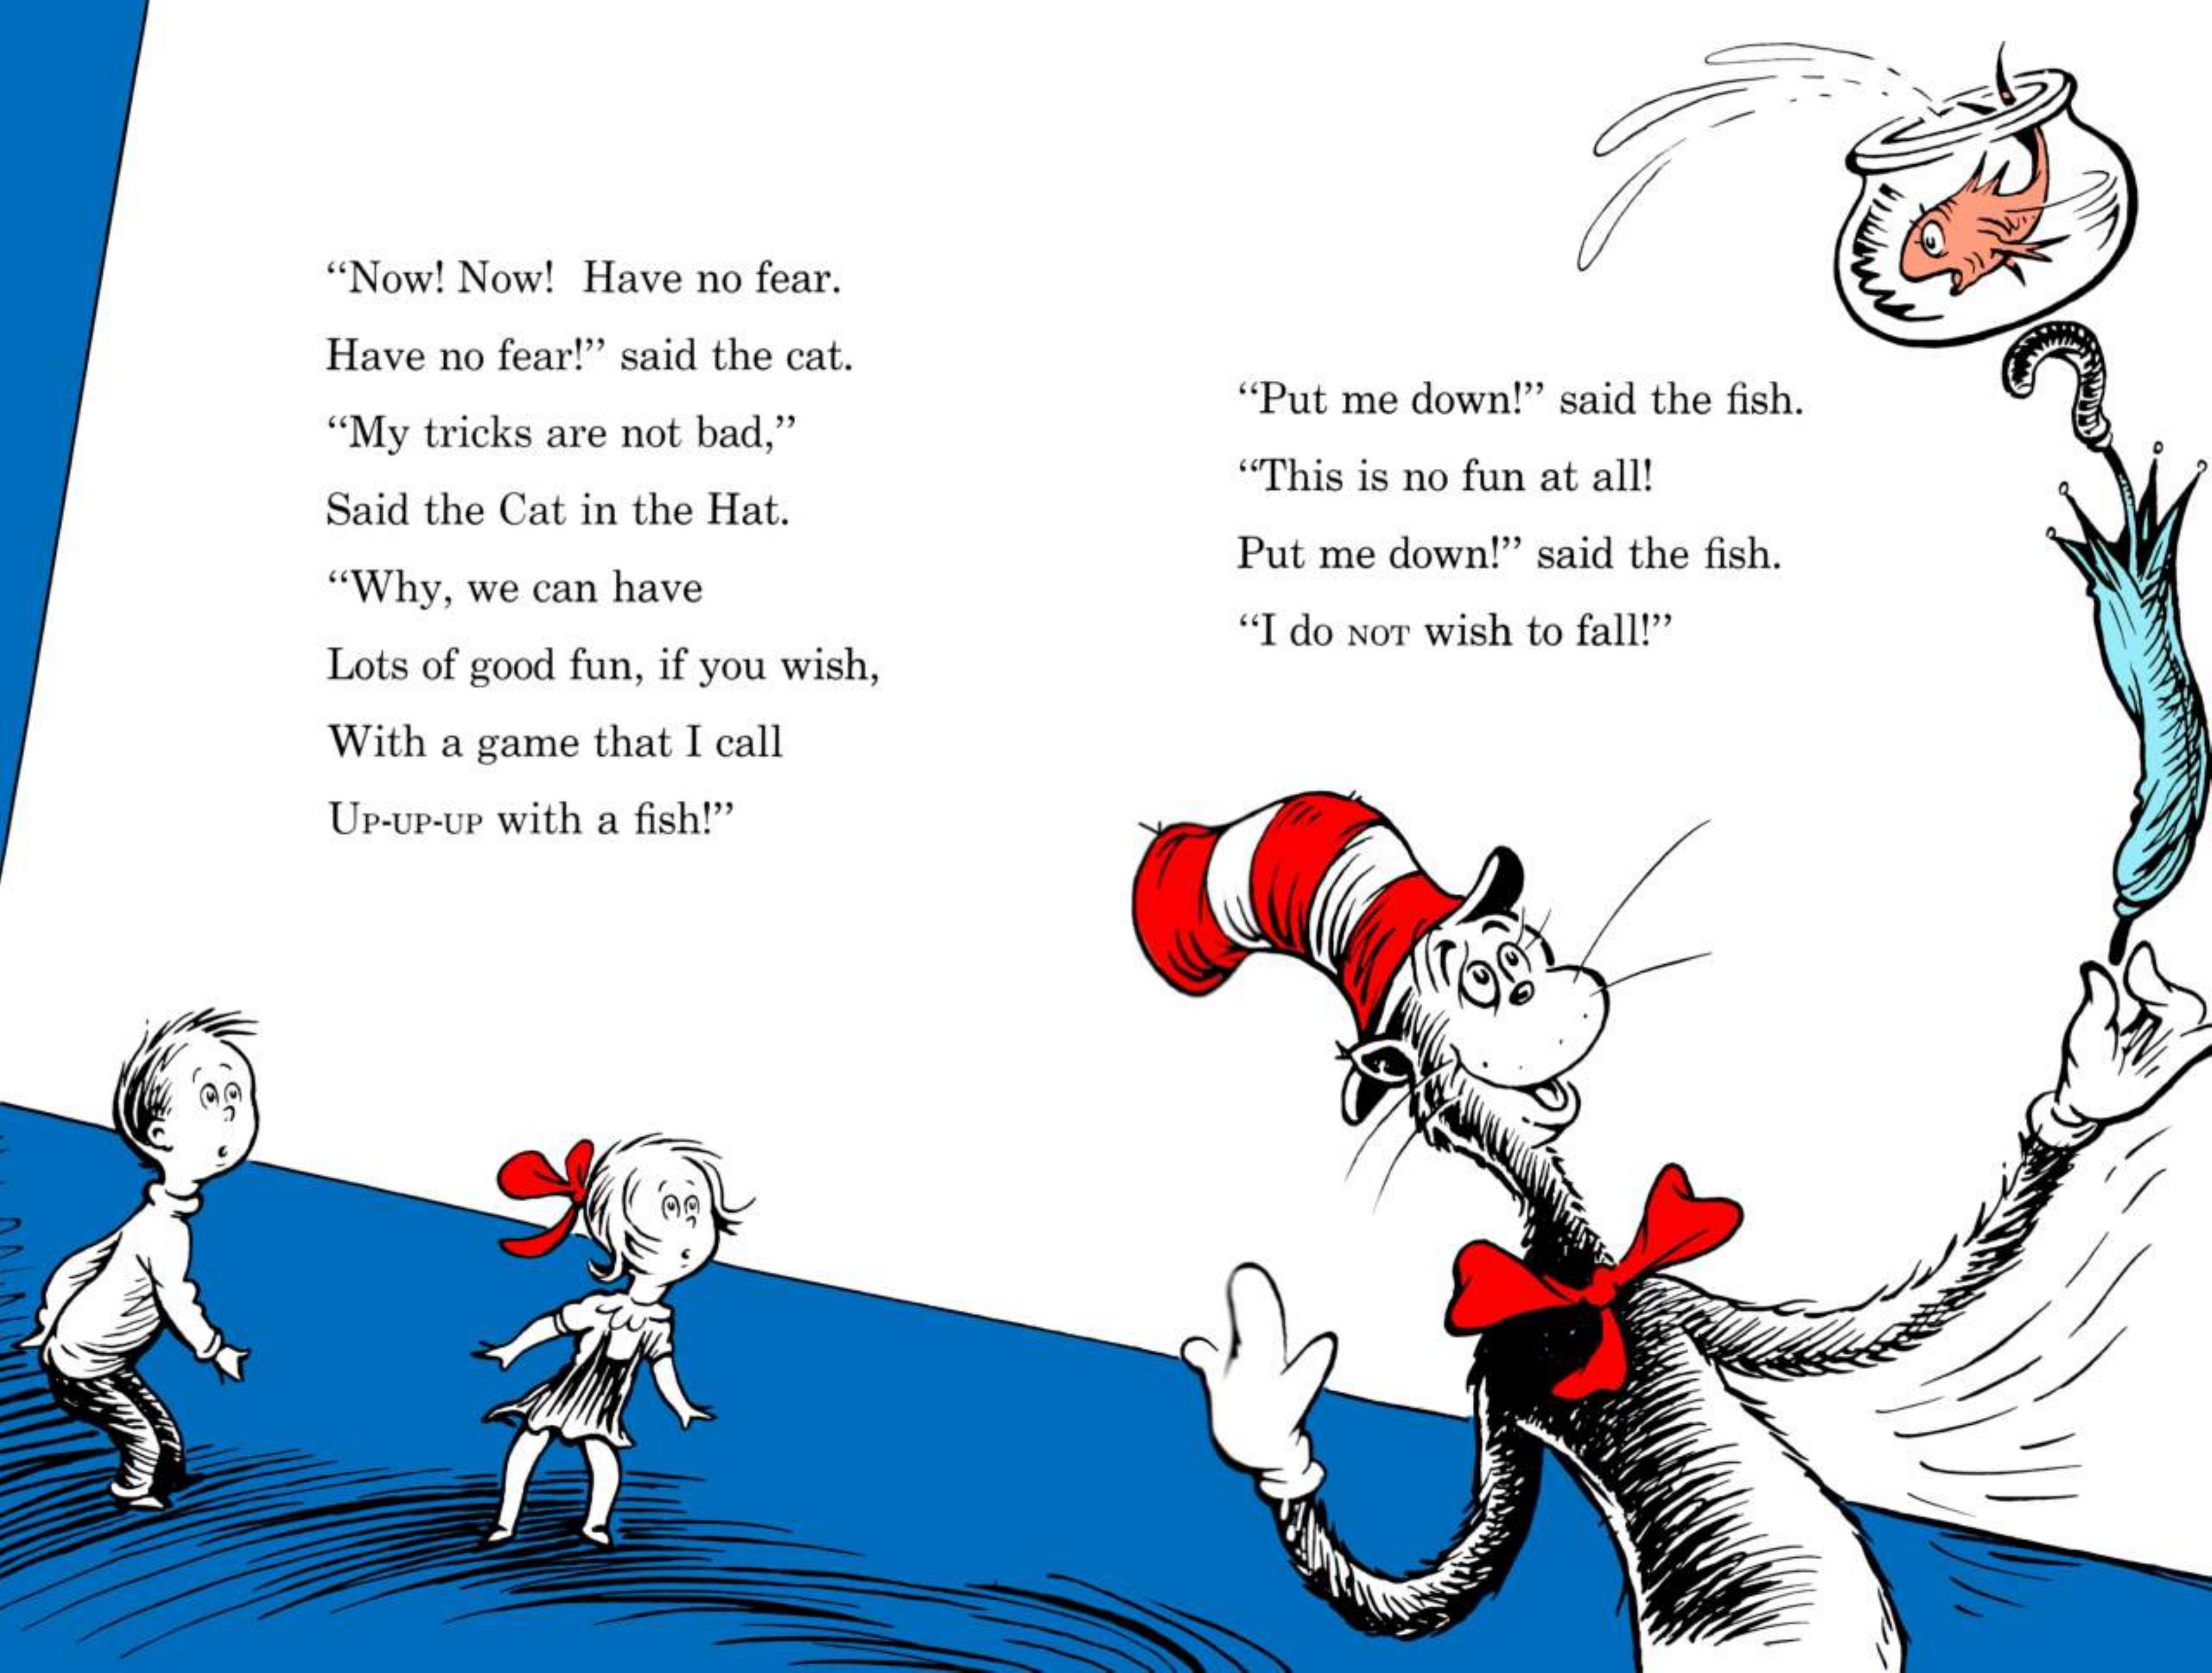 “Now! Now!  Have no fear.
Have no fear!” said the cat.
“My tricks are not bad,”
Said the Cat in the Hat.
“Why, we can have
Lots of good fun, if you wish,
With a game that I call
UP-UP-UP with a fish!”
“Put me down!” said the fish.
“This is no fun at all!
Put me down!” said the fish.
“I do NOT wish to fall!”